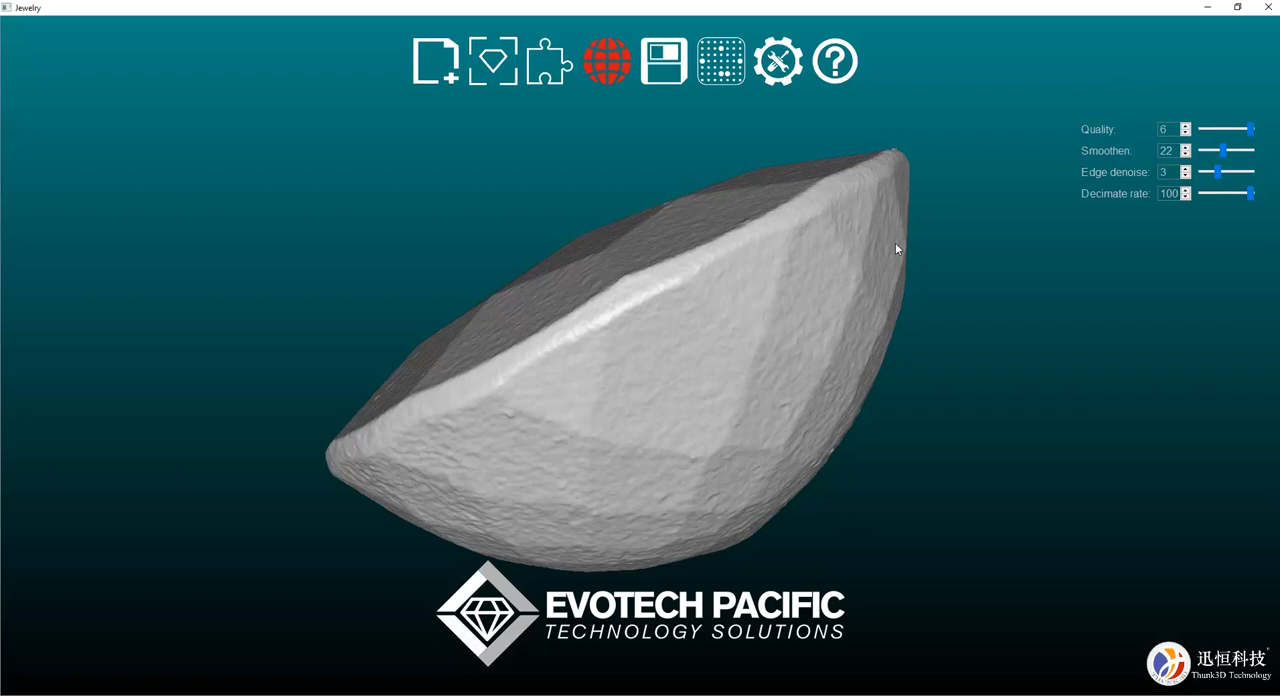 Jewelry
Quality: 6
Smoothen: 22
Edge denoise: 3
Decimate rate: 100
EVOTECH PACIFIC
TECHNOLOGY SOLUTIONS
迅恒科技
Thunk3D Technology